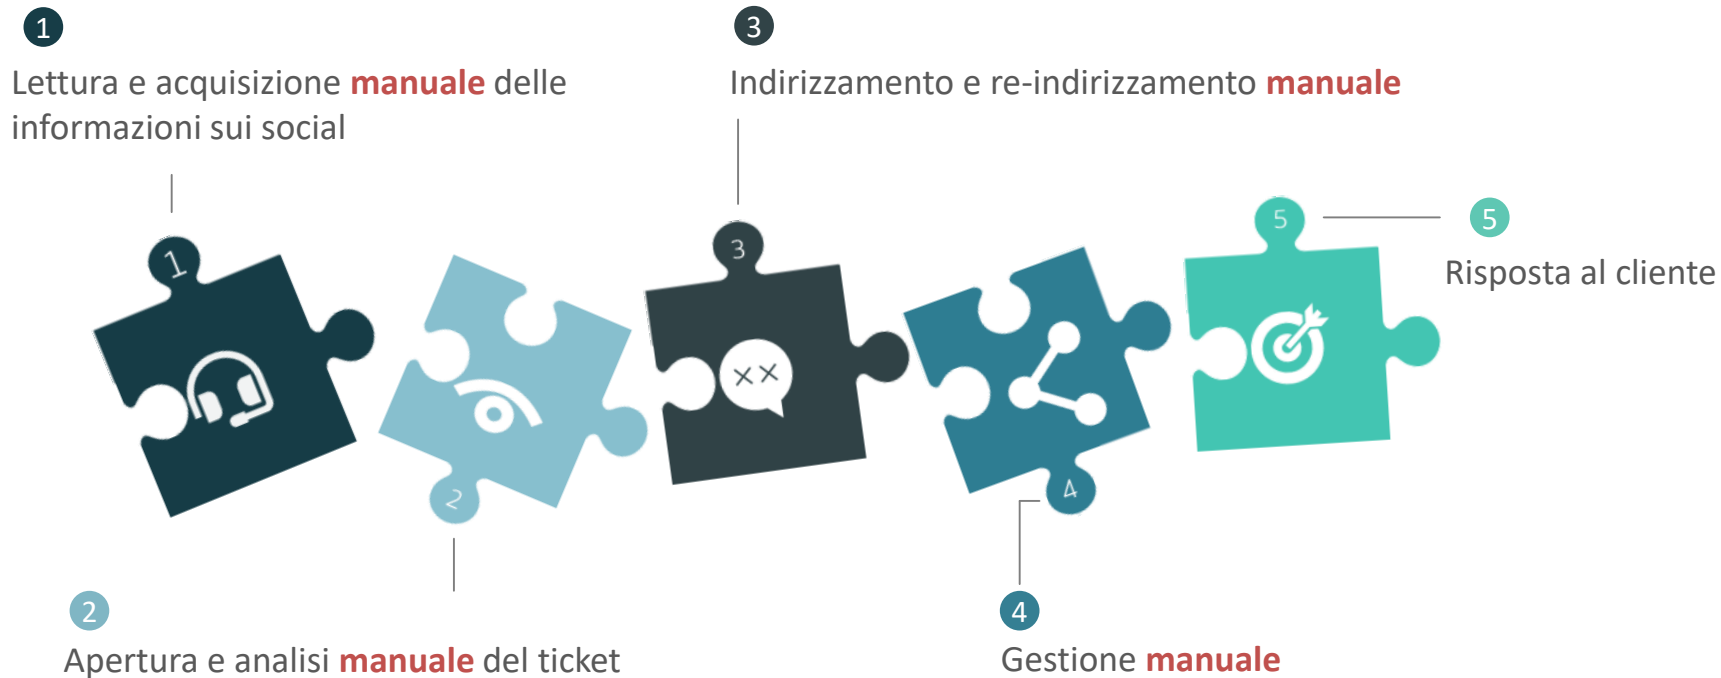 1
Lettura e acquisizione manuale delle
informazioni sui social
3
Indirizzamento e re-indirizzamento manuale
1
3
5
5
Risposta al cliente
xx
2
4
2
Apertura e analisi manuale del ticket
4
Gestione manuale